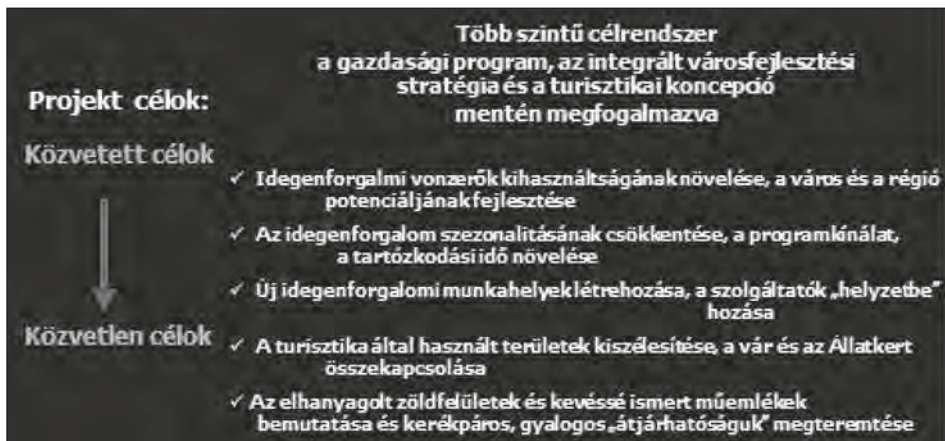 Több szintű célrendszer
a gazdasági program, az integrált városfejlesztési
stratégia és a turisztikai koncepció
mentén megfogalmazva
Projekt célok:
Közvetett célok
✓ Idegenforgalmi vonzerők kihasználtságának növelése, a város és a régió
potenciáljának fejlesztése
✓ Az idegenforgalom szezonalitásának csökkentése, a programkínálat,
a tartózkodási idő növelése
✓ Új idegenforgalomi munkahelyek létrehozása, a szolgáltatók „helyzetbe"
hozása
Közvetlen célok
✓ A turisztika által használt területek kiszélesítése, a vár és az Állatkert
összekapcsolása
✓ Az elhanyagolt zöldfelületek és kevéssé ismert műemlékek
bemutatása és kerékpáros, gyalogos „átjárhatóságuk" megteremtése